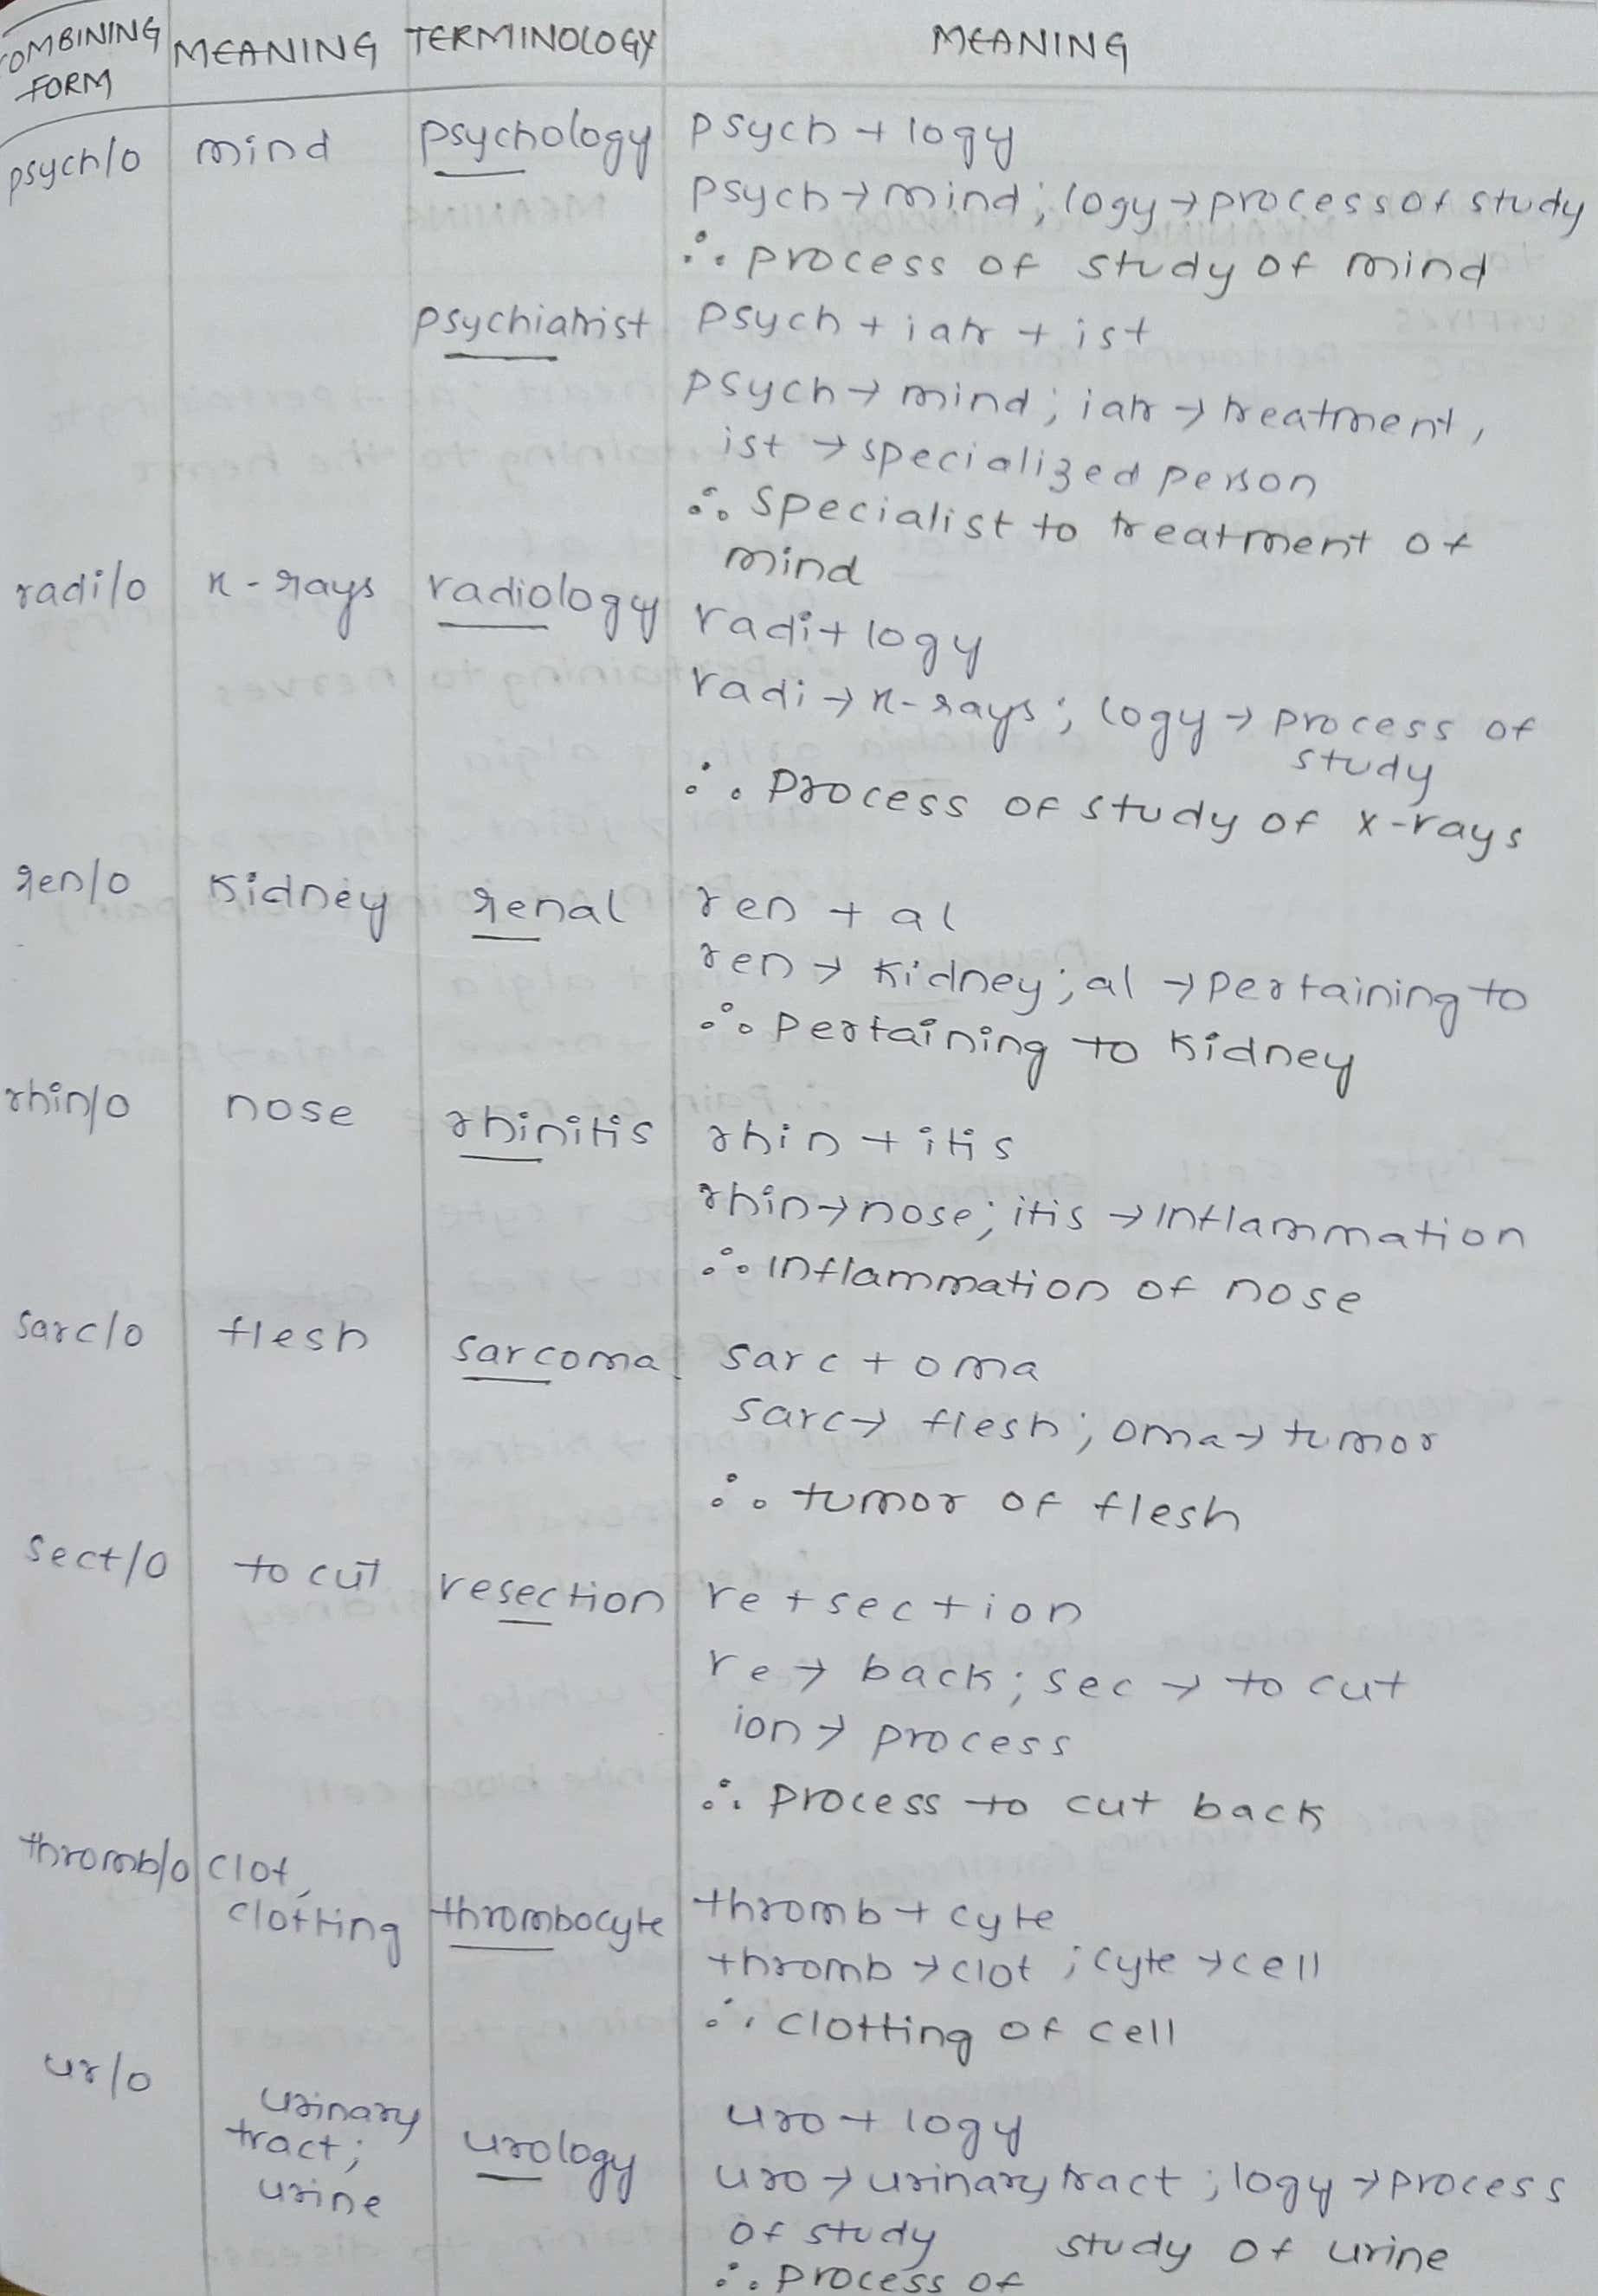 COMBINING FORM MEANING TERMINOLOGY MEANING
psych/o mind psychology psych + logy
psych → mind; logy → process of study
∴ process of study of mind
psychiatrist psych + iatr + ist
psych → mind; iatr → treatment,
ist → specialized person
∴ specialist to treatment of
mind
radi/o x-rays radiology radi + logy
radi → x-rays; logy → process of
study
∴ Process of study of x-rays
ren/o kidney renal ren + al
ren → kidney; al → pertaining to
∴ Pertaining to kidney
rhin/o nose rhinitis rhin + itis
rhin → nose; itis → Inflammation
∴ Inflammation of nose
sarc/o flesh sarcoma sarc + oma
sarc → flesh; oma → tumor
∴ tumor of flesh
sect/o to cut resection re + sec + ion
re → back; sec → to cut
ion → process
∴ process to cut back
thromb/o clot,
clotting thrombocyte thromb + cyte
thromb → clot; cyte → cell
∴ clotting of cell
ur/o urinary
tract;
urine urology uro + logy
uro → urinary tract; logy → process
of study
∴ process of study of urine